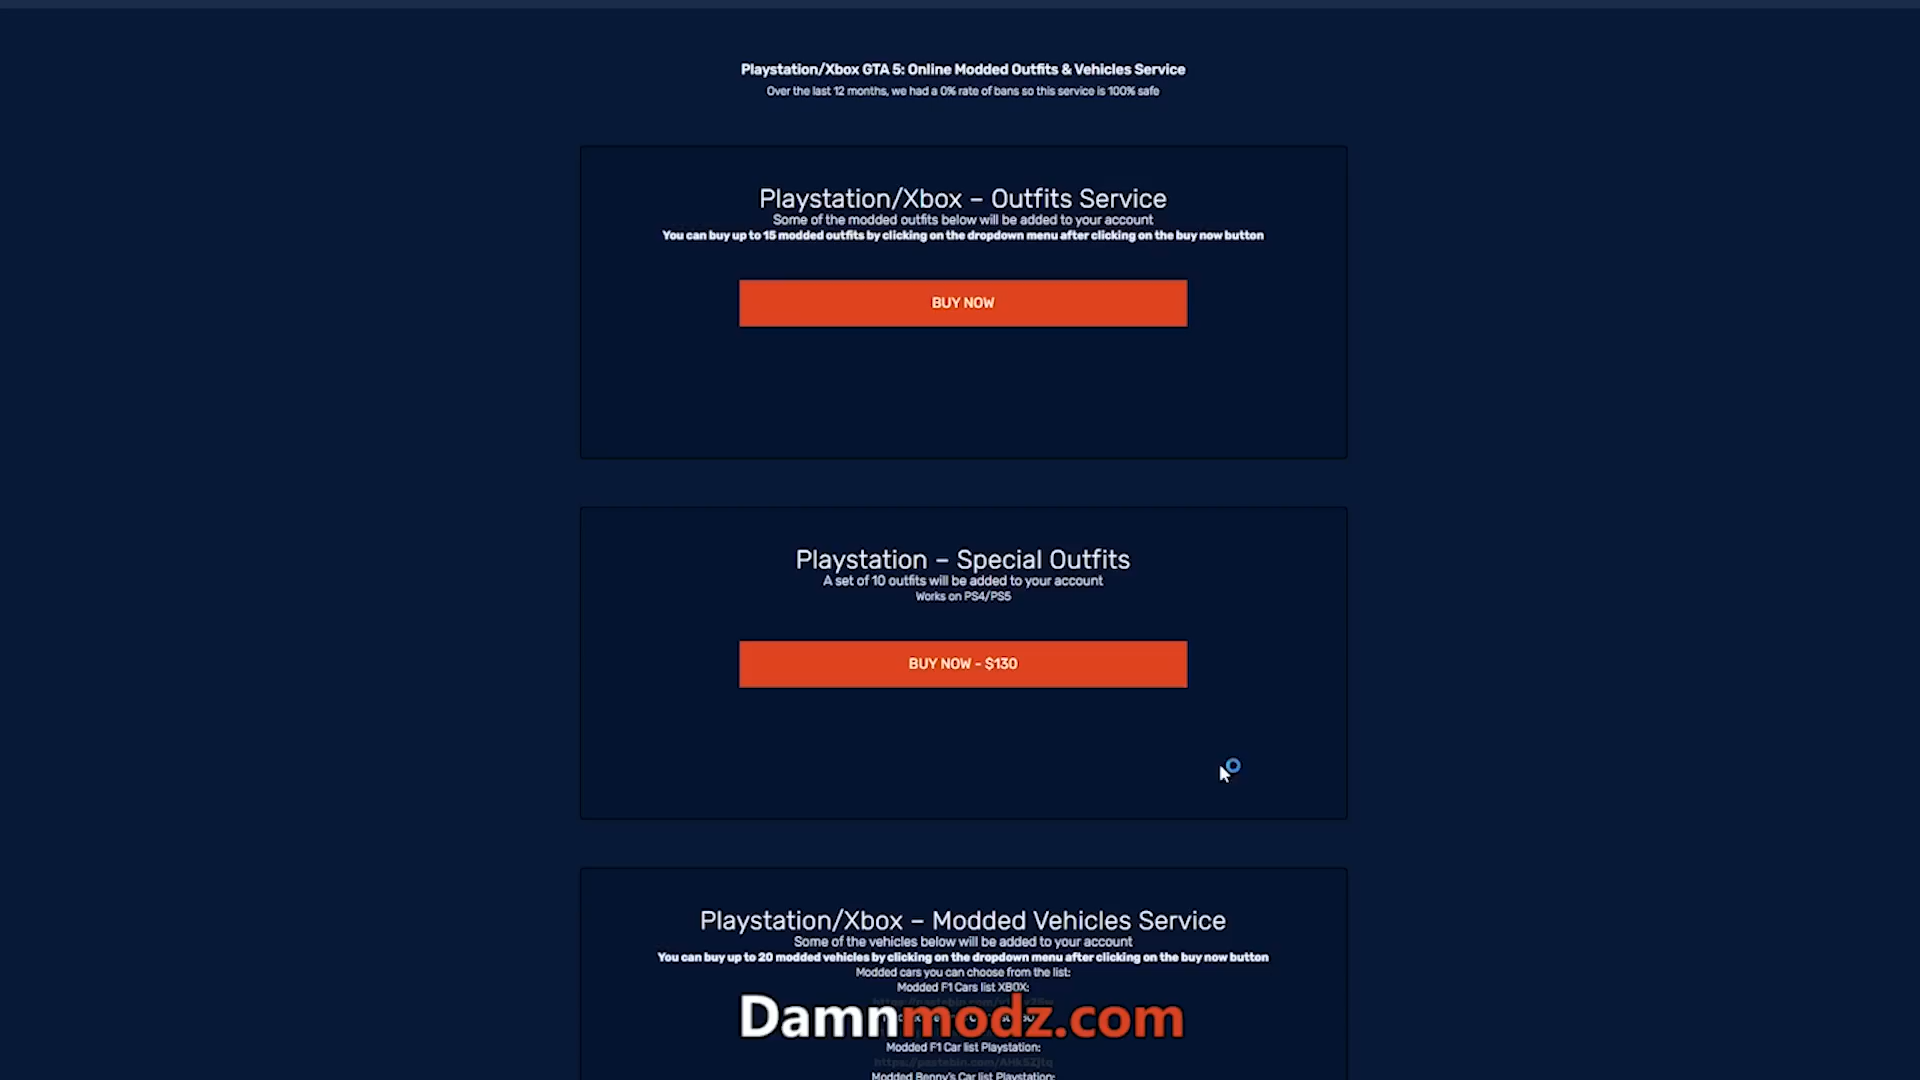 Playstation/Xbox GTA 5: Online Modded Outfits & Vehicles Service
Over the last 12 months, we had a 0% rate of bans so this service is 100% safe
Playstation/Xbox – Outfits Service
Some of the modded outfits below will be added to your account
You can buy up to 15 modded outfits by clicking on the dropdown menu after clicking on the buy now button
BUY NOW
Playstation – Special Outfits
A set of 10 outfits will be added to your account
Works on PS4/PS5
BUY NOW - $130
Playstation/Xbox – Modded Vehicles Service
Some of the vehicles below will be added to your account
You can buy up to 20 modded vehicles by clicking on the dropdown menu after clicking on the buy now button
Modded cars you can choose from the list:
Modded F1 Cars list XBOX:
Damnmodz.com
Modded F1 Car list Playstation:
Modded Benny's Car list Playstation: